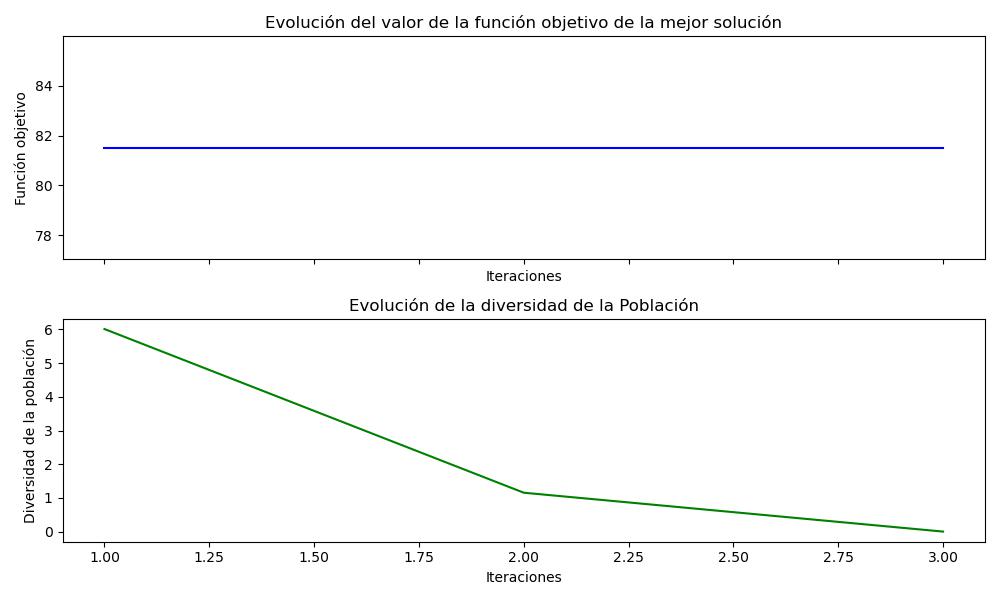 Evolución del valor de la función objetivo de la mejor solución
84
82
80
78
Función objetivo
Iteraciones
Evolución de la diversidad de la Población
6
5
4
3
2
1
0
Diversidad de la población
1.00 1.25 1.50 1.75 2.00 2.25 2.50 2.75 3.00
Iteraciones